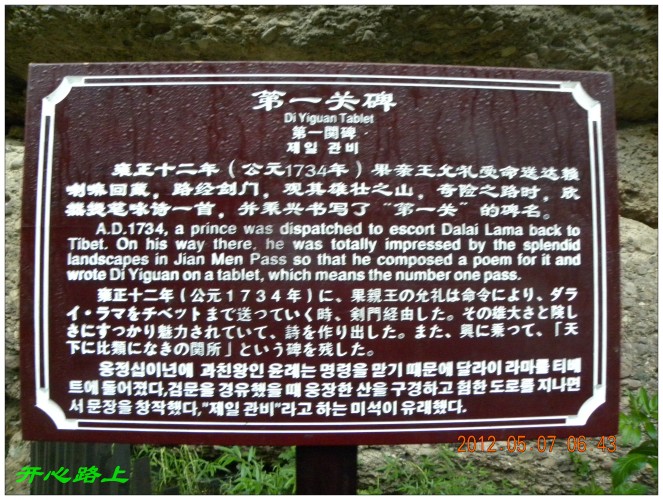 第一关碑
Di Yiguan Tablet
第一関碑
제일 관비
雍正十二年（公元1734年）果亲王允礼受命送达赖
喇嘛回藏，路经剑门，观其雄壮之山，奇险之路时，欣
然提笔咏诗一首，并乘兴书写了“第一关”的碑名。
A.D.1734, a prince was dispatched to escort Dalai Lama back to
Tibet. On his way there, he was totally impressed by the splendid
landscapes in Jian Men Pass so that he composed a poem for it and
wrote Di Yiguan on a tablet, which means the number one pass.
雍正十二年（公元１７３４年）に、果親王の允礼は命令により、ダラ
イ・ラマをチベットまで送っていく時、剣門経由した。その雄大さと険し
さにすっかり魅力されていて、詩を作り出した。また、興に乗って、「天
下に比類になきの関所」という碑を残した。
옹정십이년에 과친왕인 윤례는 명령을 맡기 때문에 달라이 라마를 티베
트에 돌어졌다,검문을 경유했을 때 웅장한 산을 구경하고 험한 도로를 지나면
서 문장을 창작했다,"제일 관비"라고 하는 미석이 유래했다.
2012.05.07 06:43
开心路上